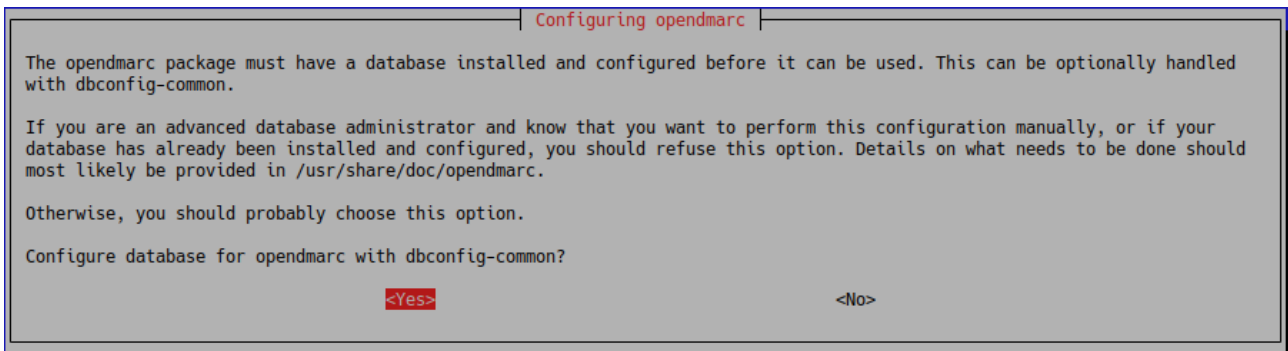 Configuring opendmarc
The opendmarc package must have a database installed and configured before it can be used. This can be optionally handled
with dbconfig-common.
If you are an advanced database administrator and know that you want to perform this configuration manually, or if your
database has already been installed and configured, you should refuse this option. Details on what needs to be done should
most likely be provided in /usr/share/doc/opendmarc.
Otherwise, you should probably choose this option.
Configure database for opendmarc with dbconfig-common?
<Yes> <No>